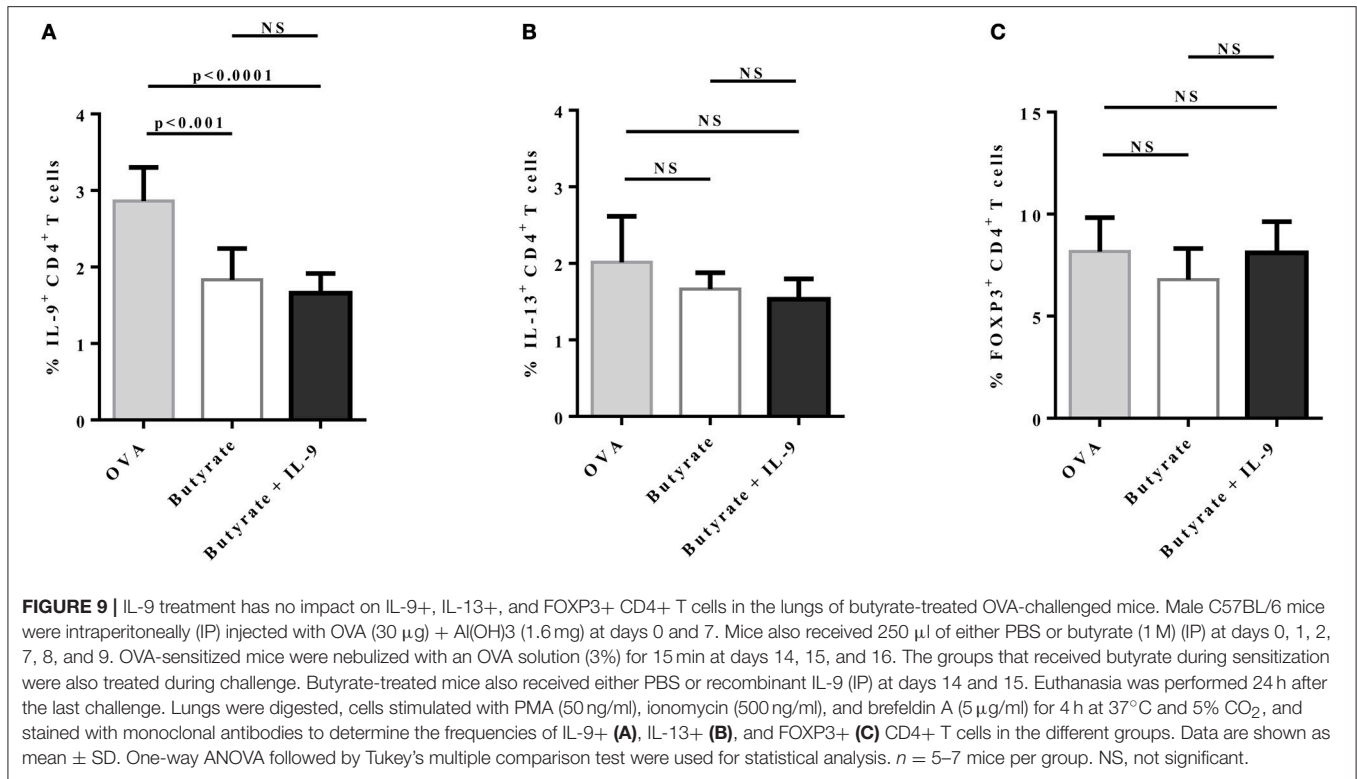 A
NS
p<0.0001
p<0.001
% IL-9+ CD4+ T cells
4
3
2
1
0
OVA
Butyrate
Butyrate + IL-9
B
NS
NS
NS
% IL-13+ CD4+ T cells
4
3
2
1
0
OVA
Butyrate
Butyrate + IL-9
C
NS
NS
NS
% FOXP3+ CD4+ T cells
15
10
5
0
OVA
Butyrate
Butyrate + IL-9
FIGURE 9 | IL-9 treatment has no impact on IL-9+, IL-13+, and FOXP3+ CD4+ T cells in the lungs of butyrate-treated OVA-challenged mice. Male C57BL/6 mice
were intraperitoneally (IP) injected with OVA (30 μg) + Al(OH)3 (1.6 mg) at days 0 and 7. Mice also received 250 μl of either PBS or butyrate (1 M) (IP) at days 0, 1, 2,
7, 8, and 9. OVA-sensitized mice were nebulized with an OVA solution (3%) for 15 min at days 14, 15, and 16. The groups that received butyrate during sensitization
were also treated during challenge. Butyrate-treated mice also received either PBS or recombinant IL-9 (IP) at days 14 and 15. Euthanasia was performed 24 h after
the last challenge. Lungs were digested, cells stimulated with PMA (50 ng/ml), ionomycin (500 ng/ml), and brefeldin A (5 μg/ml) for 4 h at 37°C and 5% CO₂, and
stained with monoclonal antibodies to determine the frequencies of IL-9+ (A), IL-13+ (B), and FOXP3+ (C) CD4+ T cells in the different groups. Data are shown as
mean ± SD. One-way ANOVA followed by Tukey's multiple comparison test were used for statistical analysis. n = 5–7 mice per group. NS, not significant.